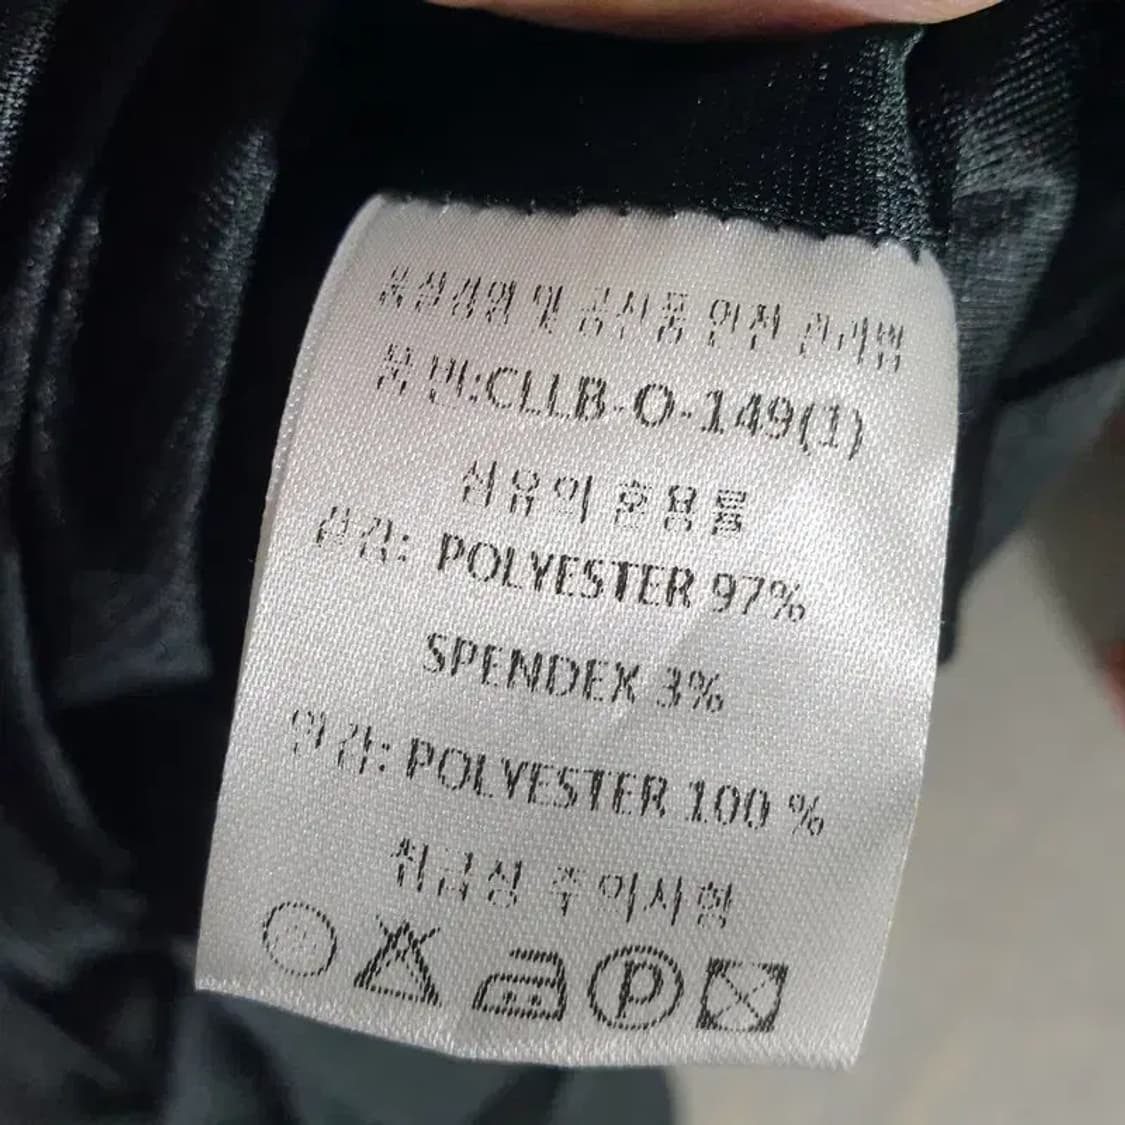 품질경영 및 공산품 안전 관리법
품 번:CLLB-O-149(1)
섬유의 혼용률
겉감: POLYESTER 97%
SPENDEX 3%
안감: POLYESTER 100 %
취급상 주의사항
P